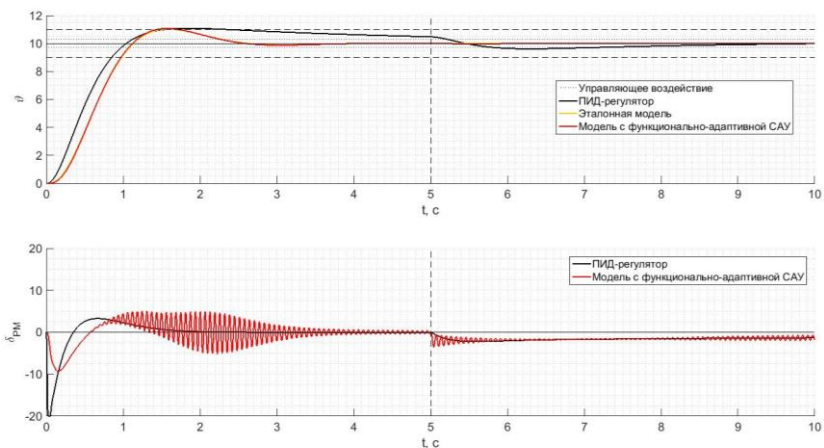 12
10
8
6
4
2
0
ϑ
Управляющее воздействие
ПИД-регулятор
Эталонная модель
Модель с функционально-адаптивной САУ
0 1 2 3 4 5 6 7 8 9 10
t, c
20
10
0
-10
-20
δРМ
ПИД-регулятор
Модель с функционально-адаптивной САУ
0 1 2 3 4 5 6 7 8 9 10
t, c